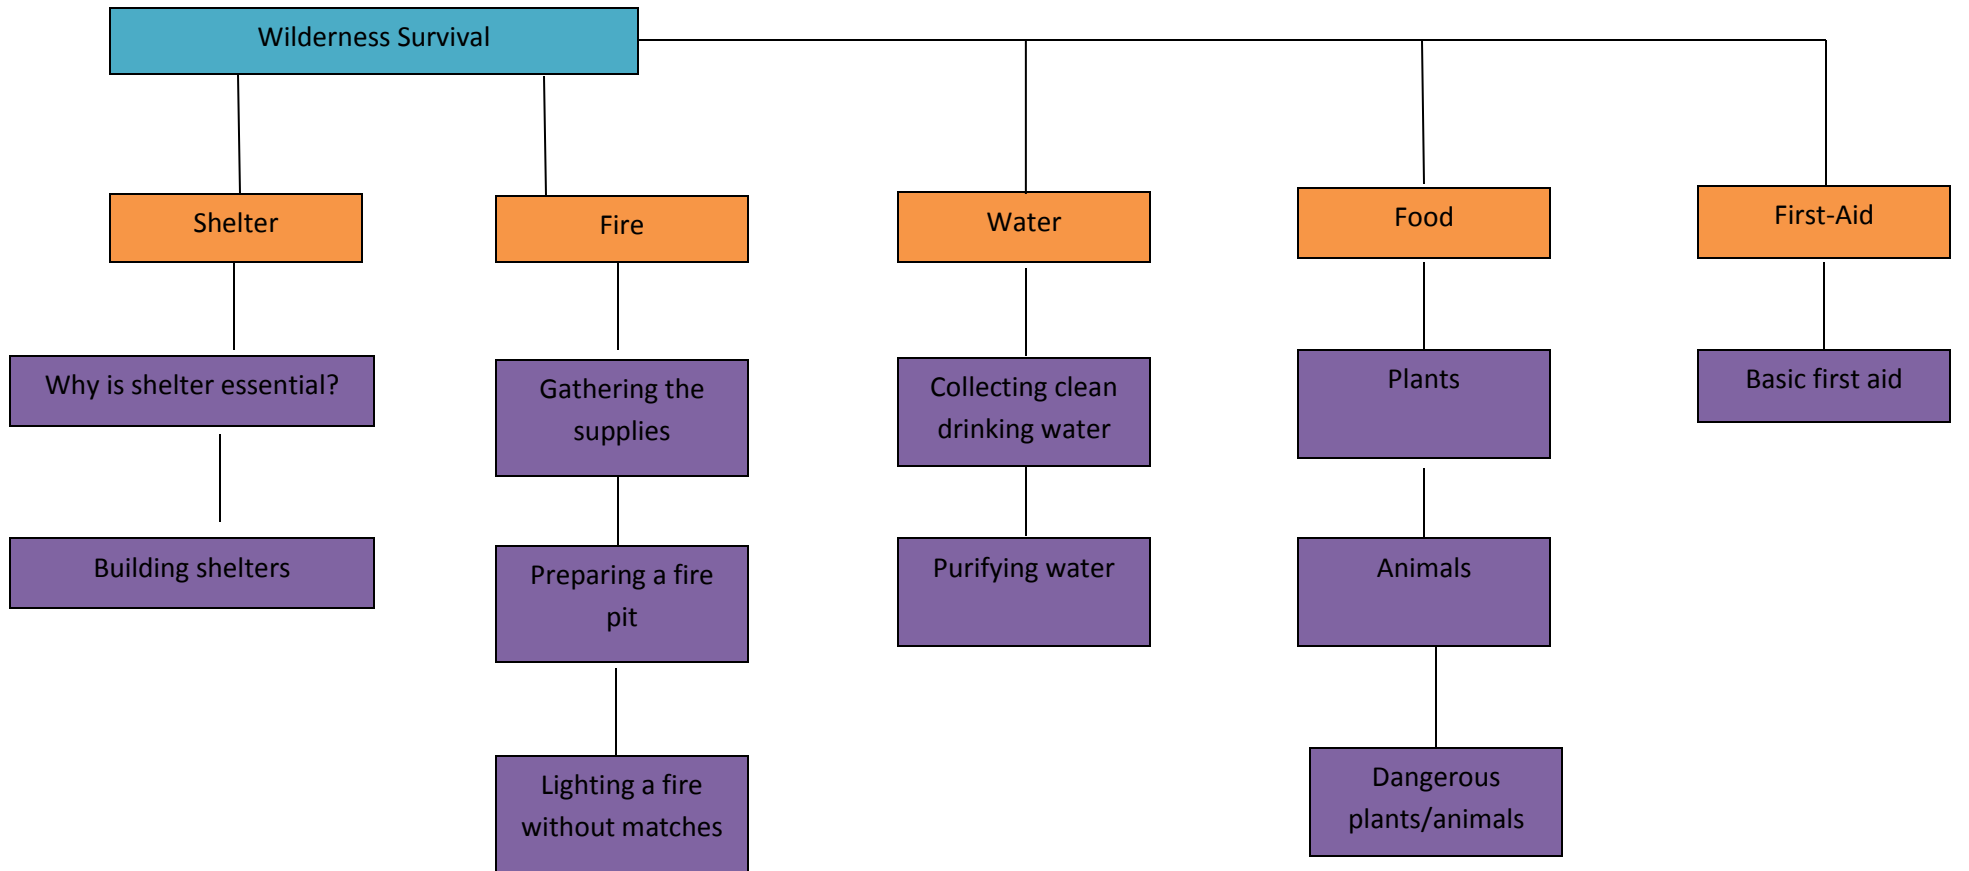 Wilderness Survival
Shelter
Fire
Water
Food
First-Aid
Why is shelter essential?
Gathering the
supplies
Collecting clean
drinking water
Plants
Basic first aid
Building shelters
Preparing a fire
pit
Purifying water
Animals
Lighting a fire
without matches
Dangerous
plants/animals